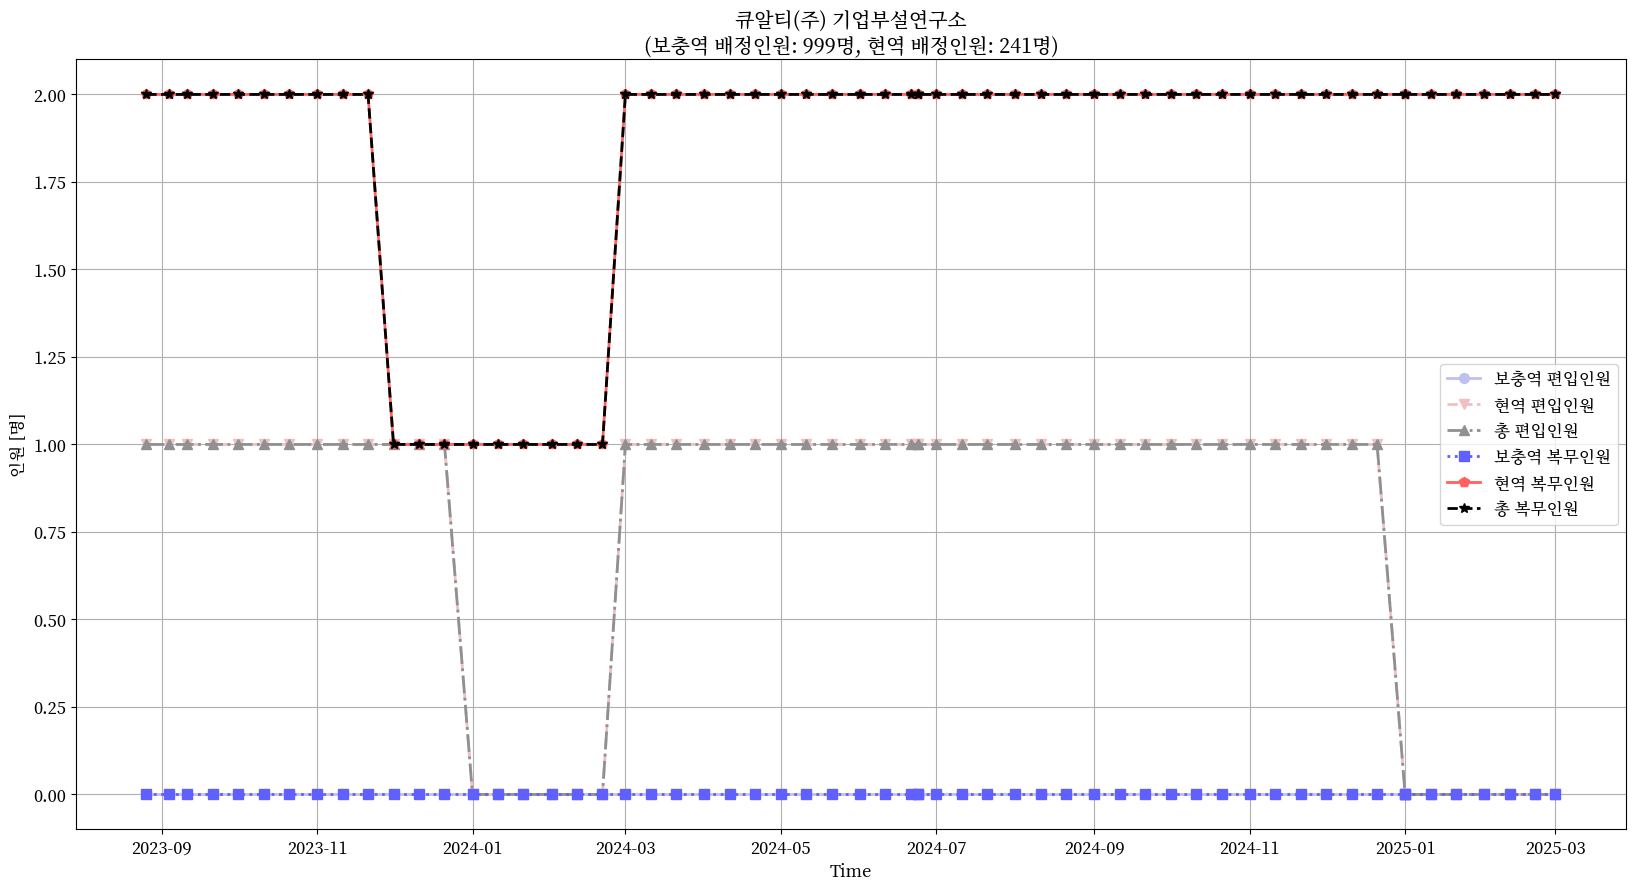 큐알티(주) 기업부설연구소
(보충역 배정인원: 999명, 현역 배정인원: 241명)
2.00
1.75
1.50
1.25
1.00
0.75
0.50
0.25
0.00
인원 [명]
보충역 편입인원
현역 편입인원
총 편입인원
보충역 복무인원
현역 복무인원
총 복무인원
2023-09
2023-11
2024-01
2024-03
2024-05
2024-07
2024-09
2024-11
2025-01
2025-03
Time